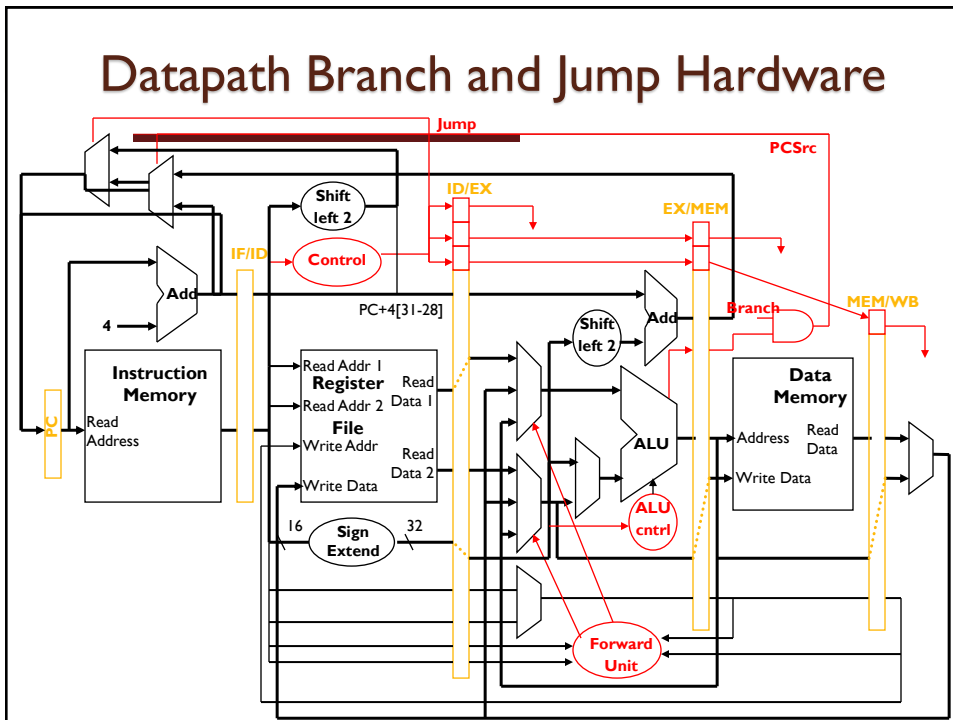 Datapath Branch and Jump Hardware
Jump
PCSrc
ID/EX
EX/MEM
Shift
left 2
IF/ID
Control
Add
PC+4[31-28]
Add
Branch
MEM/WB
4
Shift
left 2
Instruction
Memory
Read
Address
PC
Read Addr 1
Register
Read
Data 1
Read Addr 2
File
Write Addr
Read
Data 2
Write Data
ALU
Data
Memory
Address
Read
Data
Write Data
16
Sign
Extend
32
ALU
cntrl
Forward
Unit